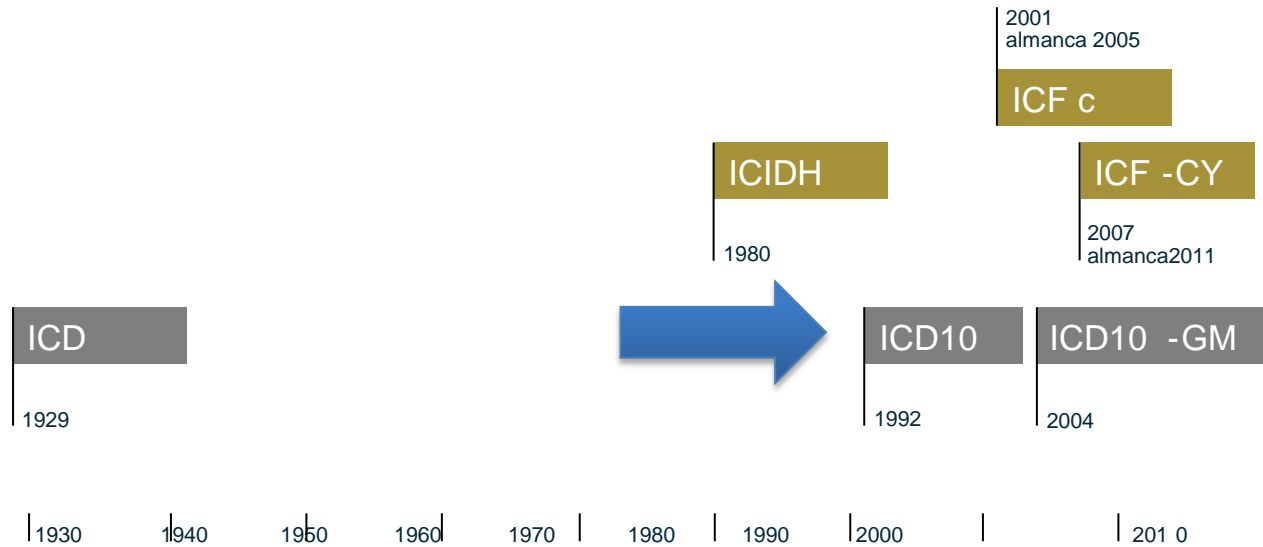 2001
almanca 2005
ICF c
ICIDH
ICF -CY
1980
2007
almanca2011
ICD
ICD10
ICD10 -GM
1929
1992
2004
1930 1940 1950 1960 1970 1980 1990 2000 201 0